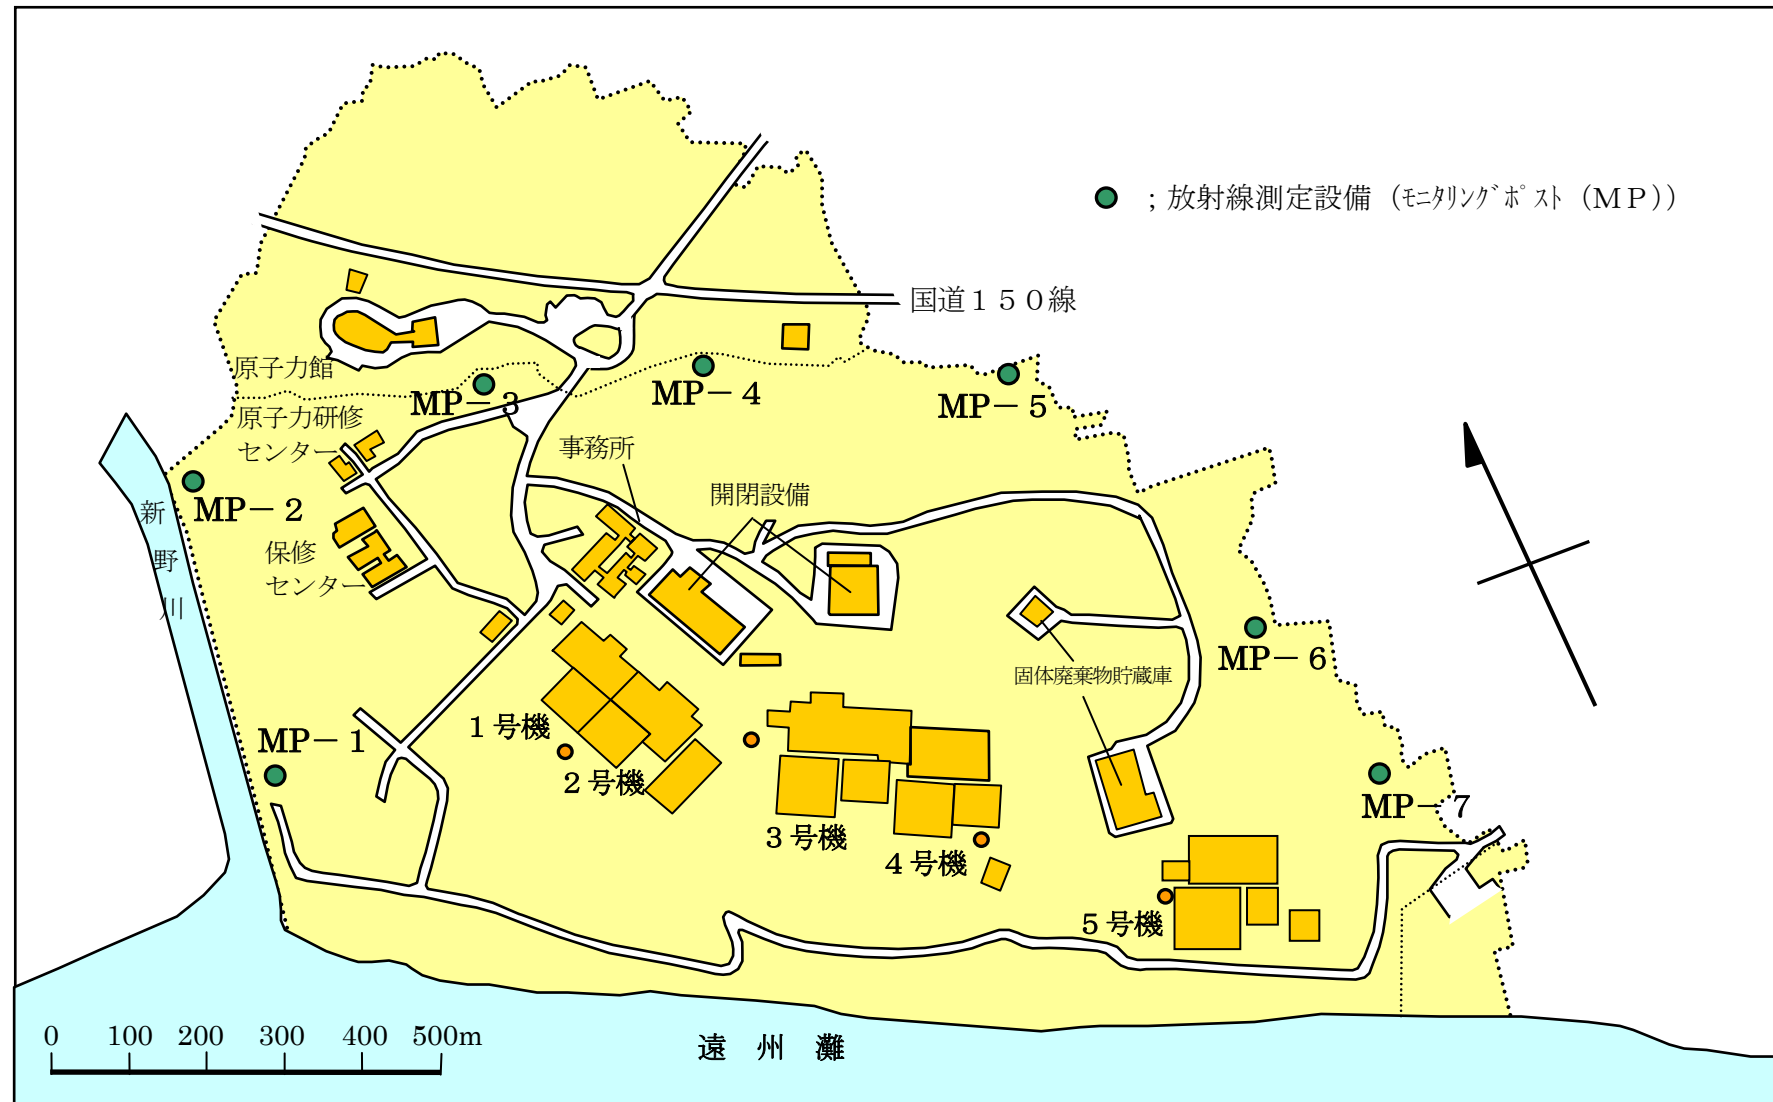 ；放射線測定設備（ﾓﾆﾀﾘﾝｸﾞﾎﾟｽﾄ（ＭＰ））
国道１５０線
原子力館
MP－３
MP－４
MP－５
原子力研修
センター
事務所
開閉設備
MP－２
新野川
保修
センター
MP－６
固体廃棄物貯蔵庫
１号機
MP－１
２号機
MP－７
３号機
４号機
５号機
0 100 200 300 400 500m
遠 州 灘